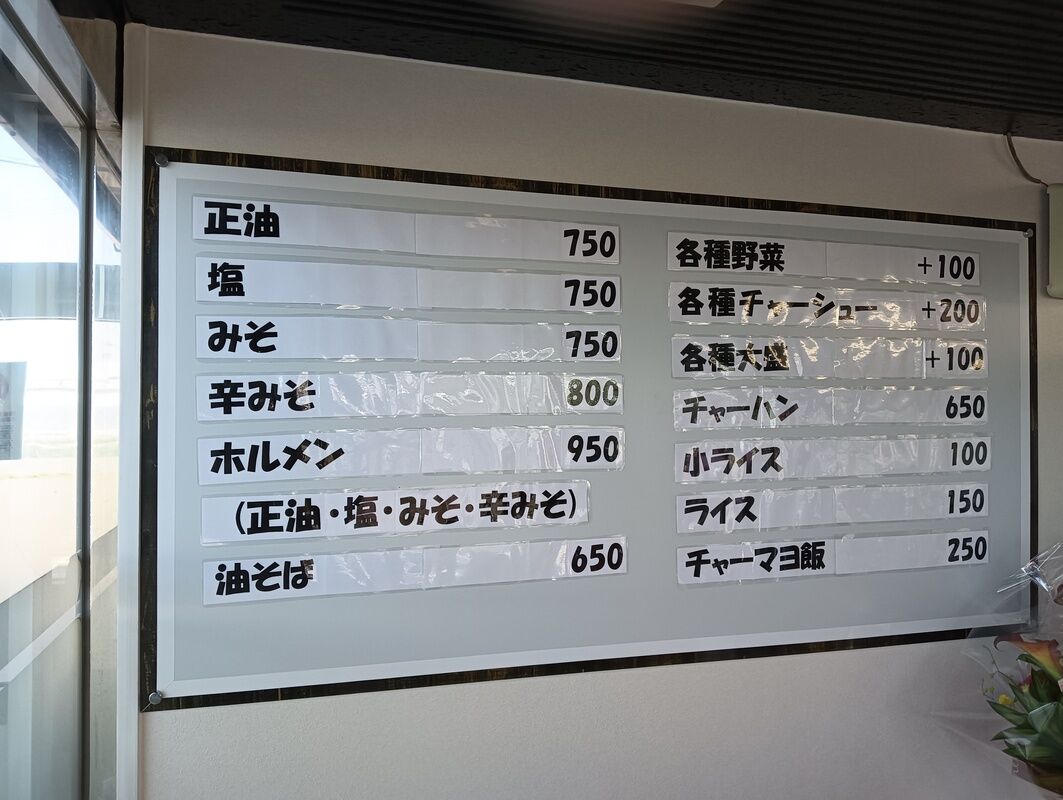 正油 750
塩 750
みそ 750
辛みそ 800
ホルメン 950
(正油・塩・みそ・辛みそ)
油そば 650
各種野菜 +100
各種チャーシュー +200
各種大盛 +100
チャーハン 650
小ライス 100
ライス 150
チャーマヨ飯 250